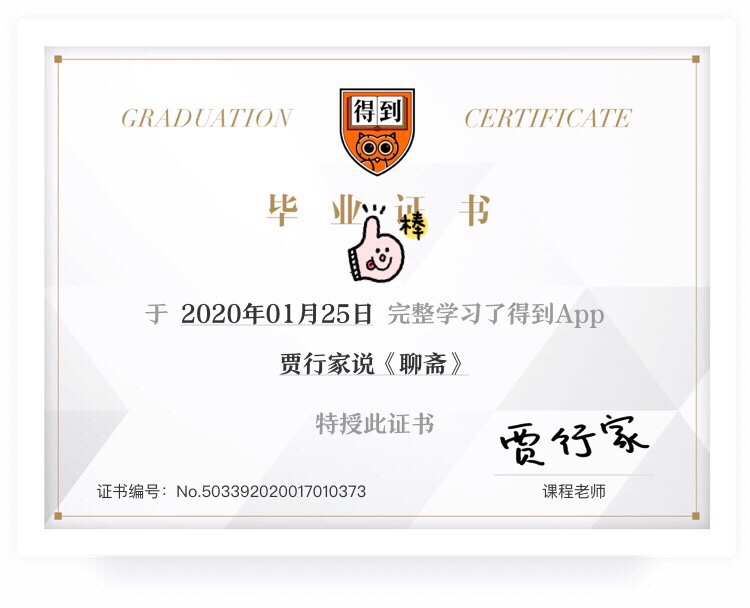 GRADUATION
得到
CERTIFICATE
毕业证书
棒
于 2020年01月25日 完整学习了得到App
贾行家说《聊斋》
特授此证书
贾行家
证书编号：No.503392020017010373
课程老师